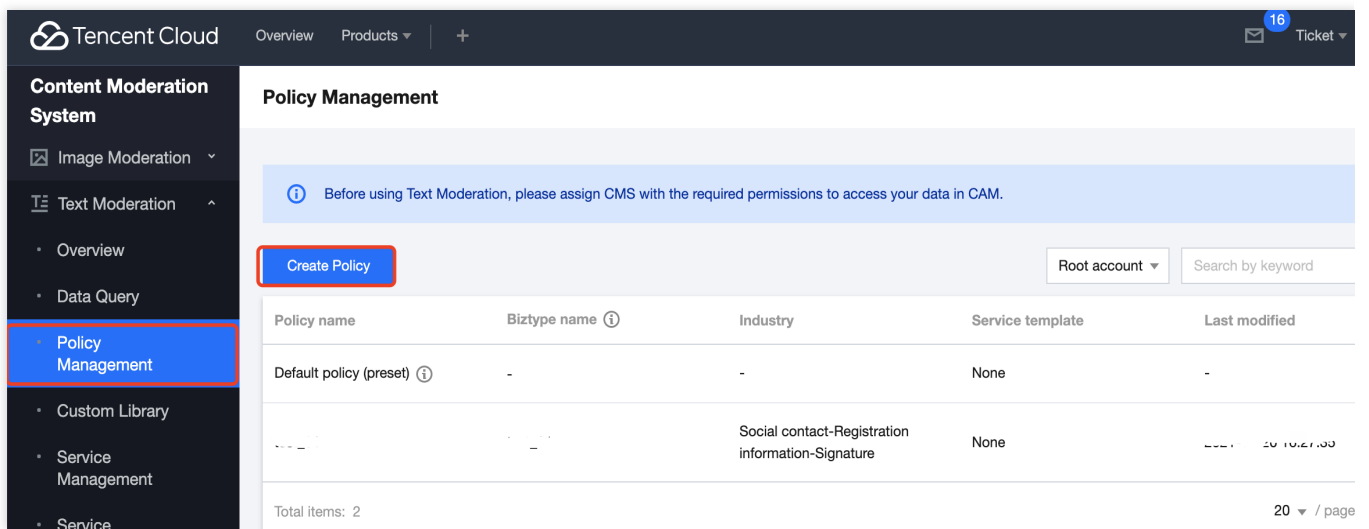 Tencent Cloud Overview Products + 16 Ticket
Content Moderation
System
Policy Management
Image Moderation
Before using Text Moderation, please assign CMS with the required permissions to access your data in CAM.
Text Moderation
Overview
Create Policy Root account Search by keyword
Data Query
Policy name Biztype name Industry Service template Last modified
Policy
Management
Default policy (preset) - - None -
Custom Library
Social contact-Registration
information-Signature
None
Service
Management
Total items: 2 20 / page
Service